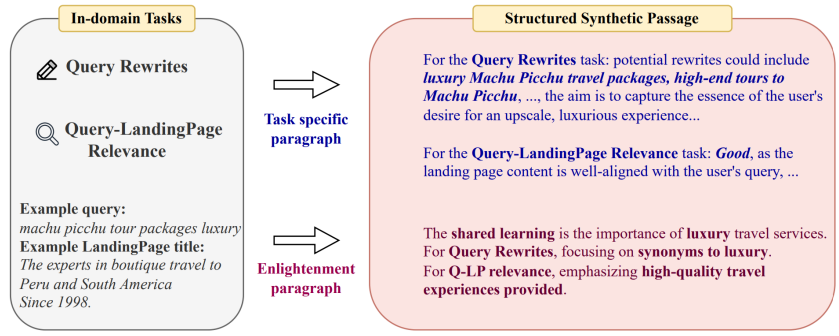 In-domain Tasks
Query Rewrites
Query-LandingPage
Relevance
Example query:
machu picchu tour packages luxury
Example LandingPage title:
The experts in boutique travel to
Peru and South America
Since 1998.
Task specific
paragraph
Enlightenment
paragraph
Structured Synthetic Passage
For the Query Rewrites task: potential rewrites could include
luxury Machu Picchu travel packages, high-end tours to
Machu Picchu, ..., the aim is to capture the essence of the user's
desire for an upscale, luxurious experience...
For the Query-LandingPage Relevance task: Good, as the
landing page content is well-aligned with the user's query, ...
The shared learning is the importance of luxury travel services.
For Query Rewrites, focusing on synonyms to luxury.
For Q-LP relevance, emphasizing high-quality travel
experiences provided.